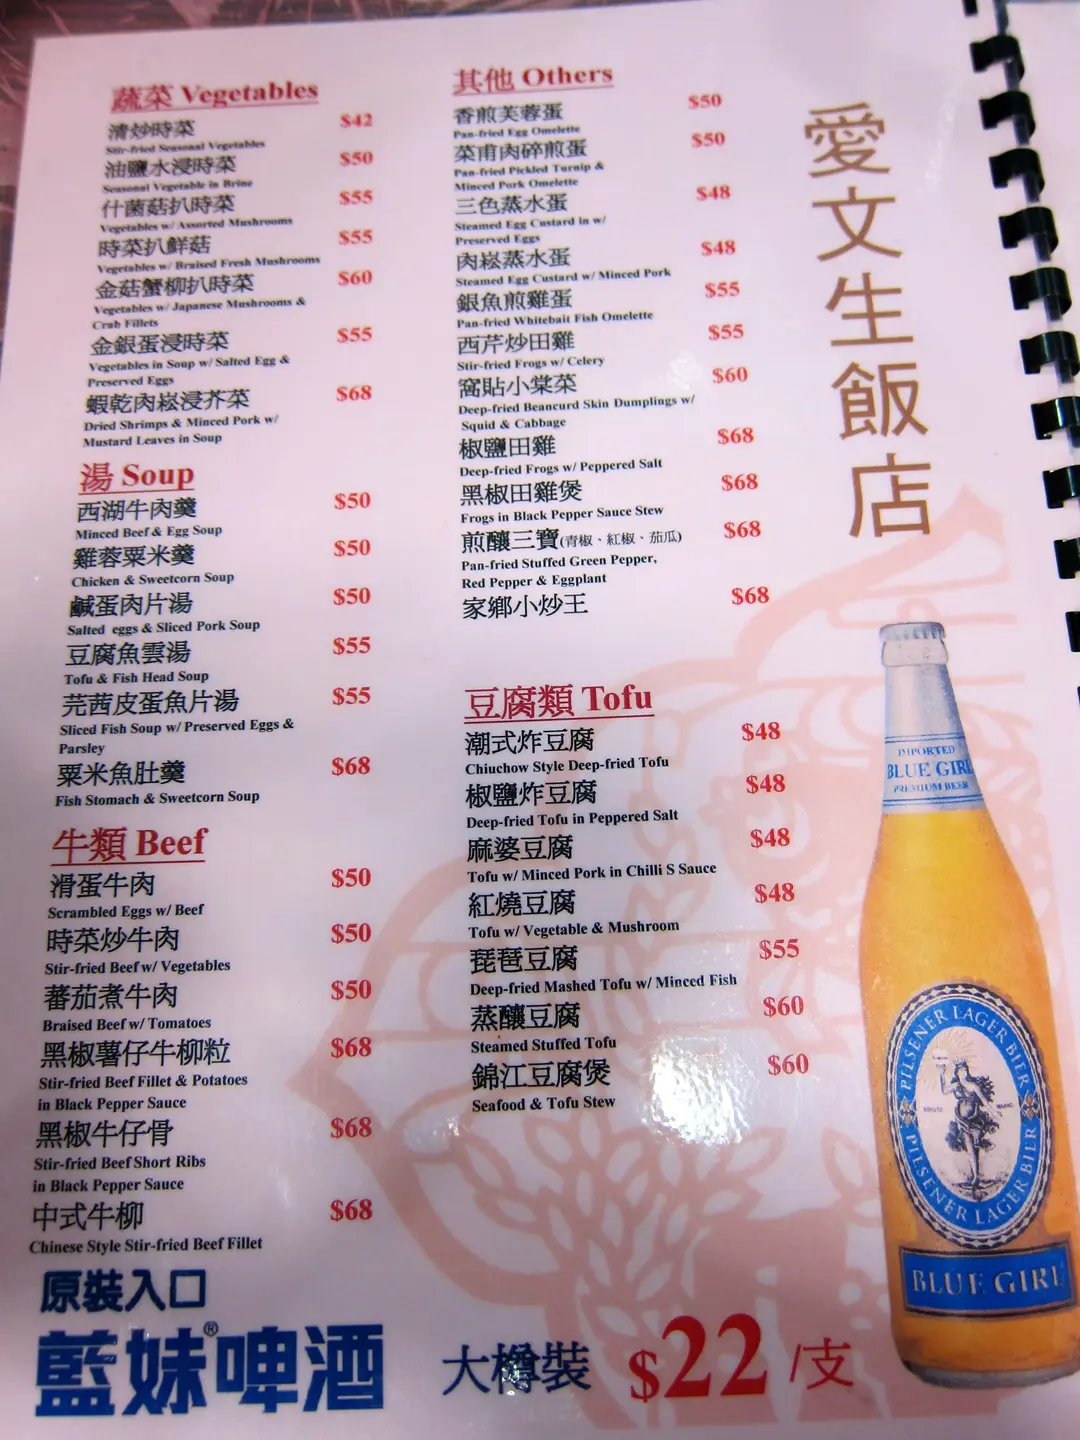 蔬菜 Vegetables
清炒時菜 $42
Stir-fried Seasonal Vegetables
油鹽水浸時菜 $50
Seasonal Vegetable in Brine
什菌菇扒時菜 $55
Vegetables w/ Assorted Mushrooms
時菜扒鮮菇 $55
Vegetables w/ Braised Fresh Mushrooms
金菇蟹柳扒時菜 $60
Vegetables w/ Japanese Mushrooms &
Crab Fillets
金銀蛋浸時菜 $55
Vegetables in Soup w/ Salted Egg &
Preserved Eggs
蝦乾肉崧浸芥菜 $68
Dried Shrimps & Minced Pork w/
Mustard Leaves in Soup
湯 Soup
西湖牛肉羹 $50
Minced Beef & Egg Soup
雞蓉粟米羹 $50
Chicken & Sweetcorn Soup
鹹蛋肉片湯 $50
Salted eggs & Sliced Pork Soup
豆腐魚雲湯 $55
Tofu & Fish Head Soup
芫茜皮蛋魚片湯 $55
Sliced Fish Soup w/ Preserved Eggs &
Parsley
粟米魚肚羹 $68
Fish Stomach & Sweetcorn Soup
牛類 Beef
滑蛋牛肉 $50
Scrambled Eggs w/ Beef
時菜炒牛肉 $50
Stir-fried Beef w/ Vegetables
蕃茄煮牛肉 $50
Braised Beef w/ Tomatoes
黑椒薯仔牛柳粒 $68
Stir-fried Beef Fillet & Potatoes
in Black Pepper Sauce
黑椒牛仔骨 $68
Stir-fried Beef Short Ribs
in Black Pepper Sauce
中式牛柳 $68
Chinese Style Stir-fried Beef Fillet
其他 Others
香煎芙蓉蛋 $50
Pan-fried Egg Omelette
菜甫肉碎煎蛋 $50
Pan-fried Pickled Turnip &
Minced Pork Omelette
三色蒸水蛋 $48
Steamed Egg Custard in w/
Preserved Eggs
肉崧蒸水蛋 $48
Steamed Egg Custard w/ Minced Pork
銀魚煎雞蛋 $55
Pan-fried Whitebait Fish Omelette
西芹炒田雞 $55
Stir-fried Frogs w/ Celery
窩貼小棠菜 $60
Deep-fried Beancurd Skin Dumplings w/
Squid & Cabbage
椒鹽田雞 $68
Deep-fried Frogs w/ Peppered Salt
黑椒田雞煲 $68
Frogs in Black Pepper Sauce Stew
煎釀三寶(青椒、紅椒、茄瓜) $68
Pan-fried Stuffed Green Pepper,
Red Pepper & Eggplant
家鄉小炒王 $68
豆腐類 Tofu
潮式炸豆腐 $48
Chiuchow Style Deep-fried Tofu
椒鹽炸豆腐 $48
Deep-fried Tofu in Peppered Salt
麻婆豆腐 $48
Tofu w/ Minced Pork in Chilli S Sauce
紅燒豆腐 $48
Tofu w/ Vegetable & Mushroom
琵琶豆腐 $55
Deep-fried Mashed Tofu w/ Minced Fish
蒸釀豆腐 $60
Steamed Stuffed Tofu
錦江豆腐煲 $60
Seafood & Tofu Stew
愛文生飯店
IMPORTED
BLUE GIRL
PREMIUM BEER
PILSENER LAGER BIER
PILSENER LAGER BIER
BLUE GIRL
原裝入口
藍妹®啤酒
大樽裝 $22 /支